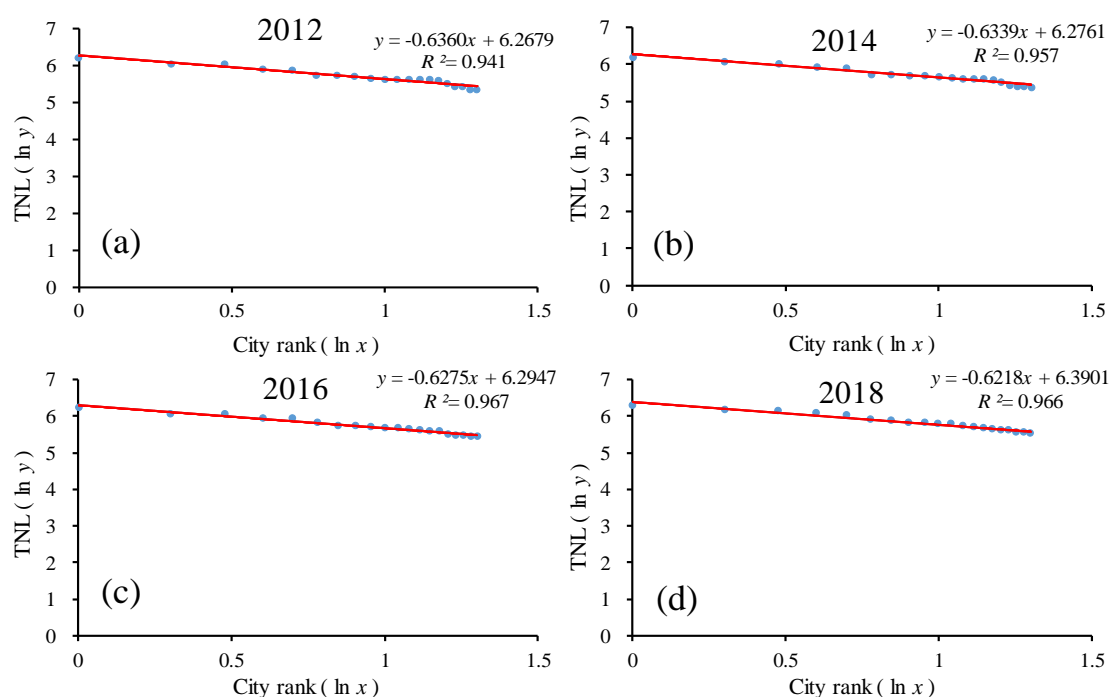 2012
y = -0.6360x + 6.2679
R ²= 0.941
7
6
5
4
3
2
1
0
TNL ( ln y )
(a)
0
0.5
1
1.5
City rank ( ln x )
2014
y = -0.6339x + 6.2761
R ²= 0.957
7
6
5
4
3
2
1
0
TNL ( ln y )
(b)
0
0.5
1
1.5
City rank ( ln x )
2016
y = -0.6275x + 6.2947
R ²= 0.967
7
6
5
4
3
2
1
0
TNL ( ln y )
(c)
0
0.5
1
1.5
City rank ( ln x )
2018
y = -0.6218x + 6.3901
R ²= 0.966
7
6
5
4
3
2
1
0
TNL ( ln y )
(d)
0
0.5
1
1.5
City rank ( ln x )